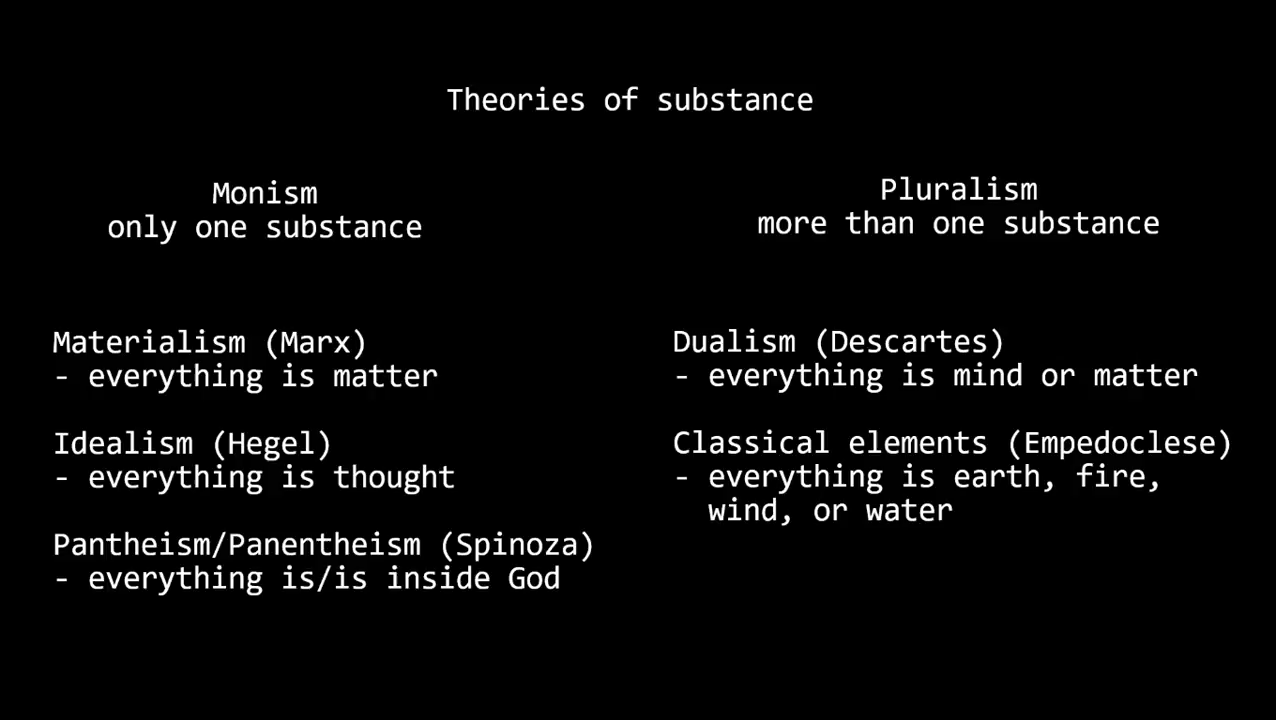 Theories of substance
Monism
only one substance
Materialism (Marx)
- everything is matter
Idealism (Hegel)
- everything is thought
Pantheism/Panentheism (Spinoza)
- everything is/is inside God
Pluralism
more than one substance
Dualism (Descartes)
- everything is mind or matter
Classical elements (Empedoclese)
- everything is earth, fire,
wind, or water